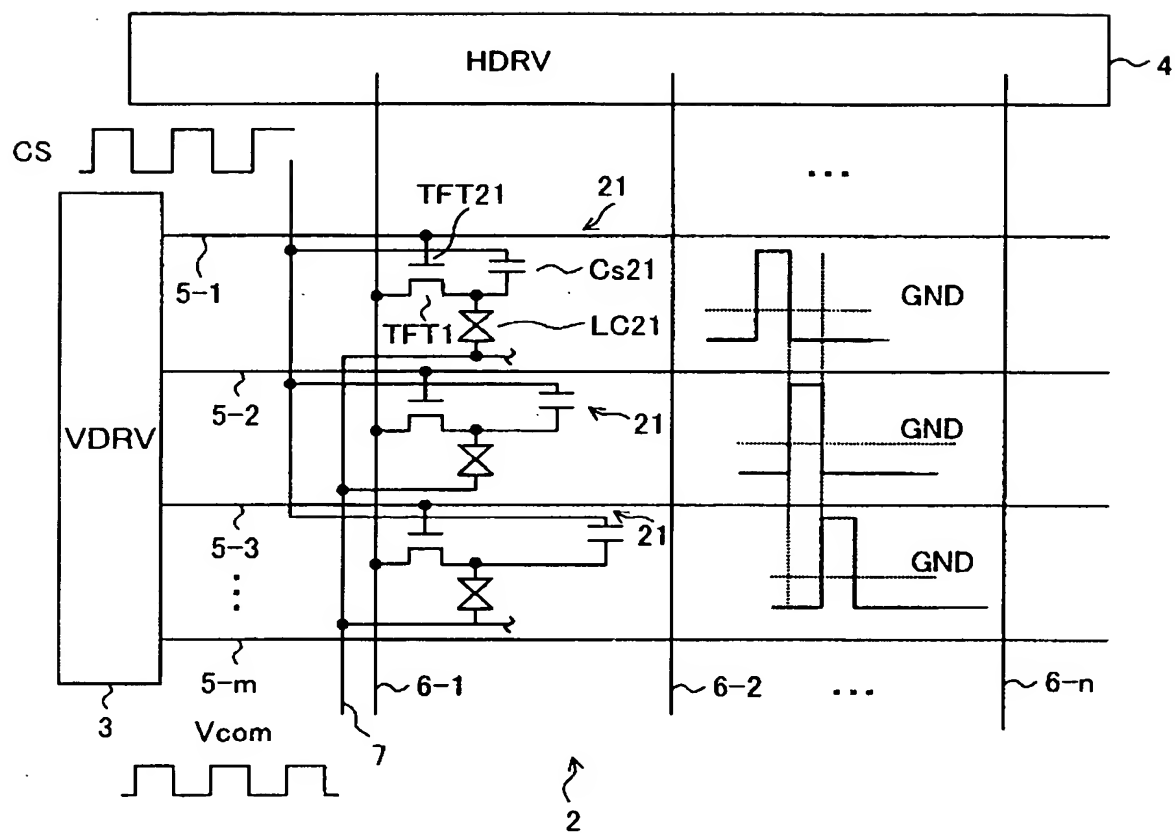 HDRV
4
CS
...
TFT21
21
5-1
Cs21
GND
TFT1
LC21
5-2
21
GND
VDRV
5-3
21
GND
5-m
6-1
6-2
...
6-n
3
7
Vcom
2